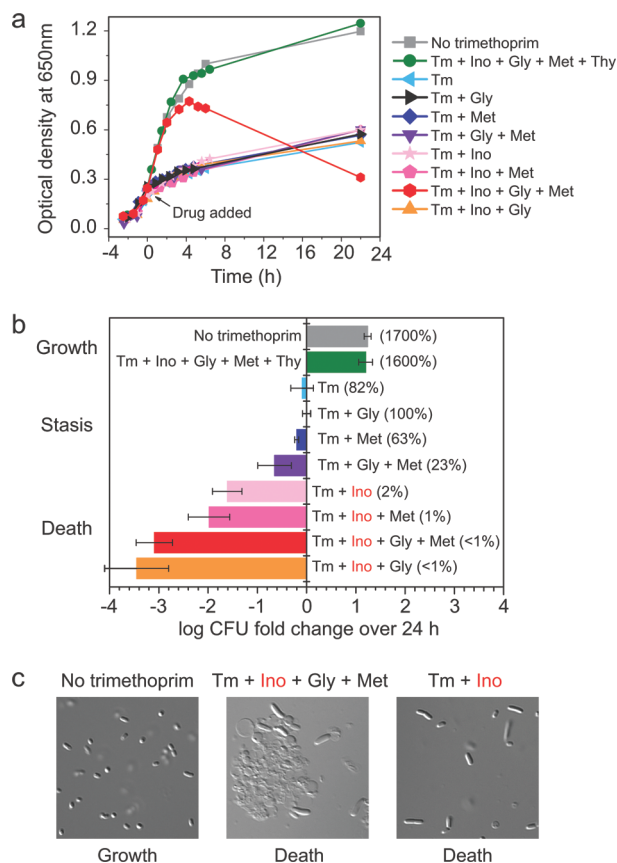 a
Optical density at 650nm
1.2
0.9
0.6
0.3
0.0
Drug added
-4 0 4 8 12 16 20 24
Time (h)
No trimethoprim
Tm + Ino + Gly + Met + Thy
Tm
Tm + Gly
Tm + Met
Tm + Gly + Met
Tm + Ino
Tm + Ino + Met
Tm + Ino + Gly + Met
Tm + Ino + Gly
b
Growth
Stasis
Death
No trimethoprim (1700%)
Tm + Ino + Gly + Met + Thy (1600%)
Tm (82%)
Tm + Gly (100%)
Tm + Met (63%)
Tm + Gly + Met (23%)
Tm + Ino (2%)
Tm + Ino + Met (1%)
Tm + Ino + Gly + Met (<1%)
Tm + Ino + Gly (<1%)
-4 -3 -2 -1 0 1 2 3 4
log CFU fold change over 24 h
c
No trimethoprim Tm + Ino + Gly + Met Tm + Ino
Growth Death Death